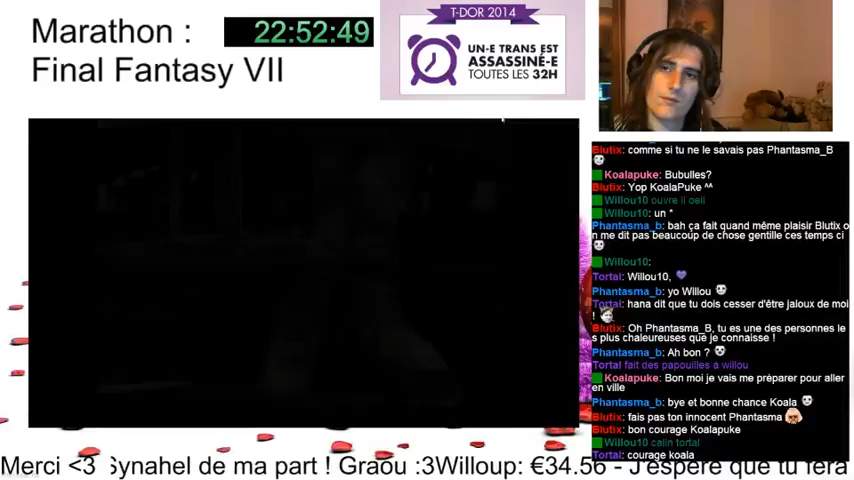 Marathon :
Final Fantasy VII
22:52:49
T-DOR 2014
UN-E TRANS EST
ASSASSINÉ-E
TOUTES LES 32H
Blutix: comme si tu ne le savais pas Phantasma_B
Koalapuke: Bubulles?
Blutix: Yop KoalaPuke ^^
Willou10 ouvre il oeil
Willou10: un *
Phantasma_b: bah ça fait quand même plaisir Blutix o
n me dit pas beaucoup de chose gentille ces temps ci
Willou10:
Tortal: Willou10,
Phantasma_b: yo Willou
Tortal: hana dit que tu dois cesser d'être jaloux de moi
!
Blutix: Oh Phantasma_B, tu es une des personnes le
s plus chaleureuses que je connaisse !
Phantasma_b: Ah bon ?
Tortal fait des papouilles à willou
Koalapuke: Bon moi je vais me préparer pour aller
en ville
Phantasma_b: bye et bonne chance Koala
Blutix: fais pas ton innocent Phantasma
Blutix: bon courage Koalapuke
Willou10 calin tortal
Tortal: courage koala
Merci <3 Synahel de ma part ! Graou :3Willoup: €34.56 - J'espère que tu fera